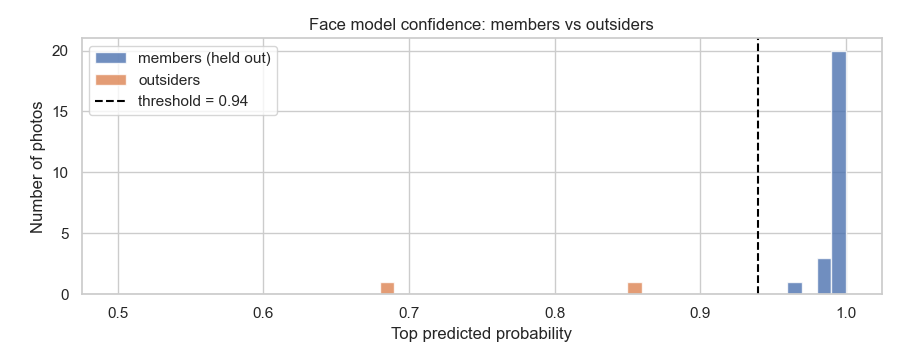 Face model confidence: members vs outsiders
members (held out)
outsiders
threshold = 0.94
Number of photos
20
15
10
5
0
0.5 0.6 0.7 0.8 0.9 1.0
Top predicted probability